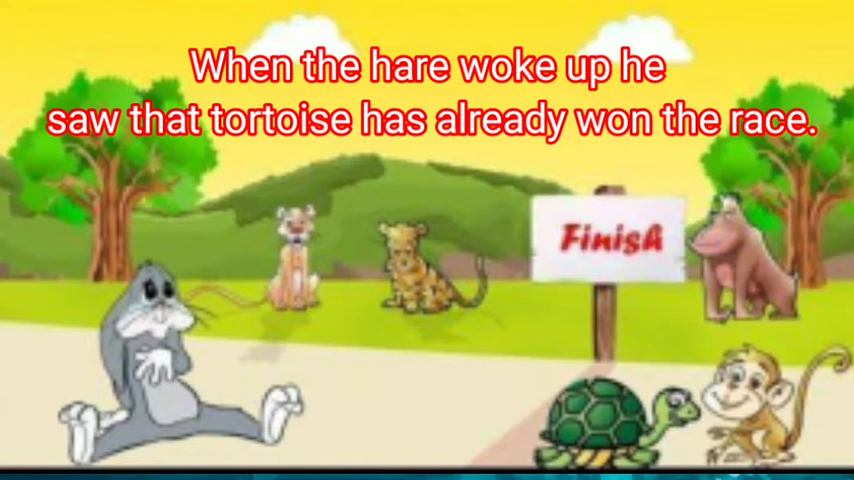 When the hare woke up he
saw that tortoise has already won the race.
Finish